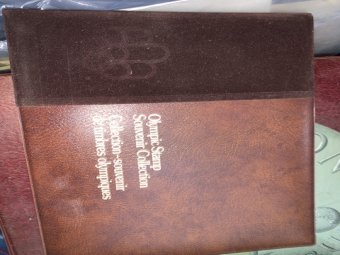 Olympic Stamp
Souvenir Collection
Collection-souvenir
de timbres olympiques